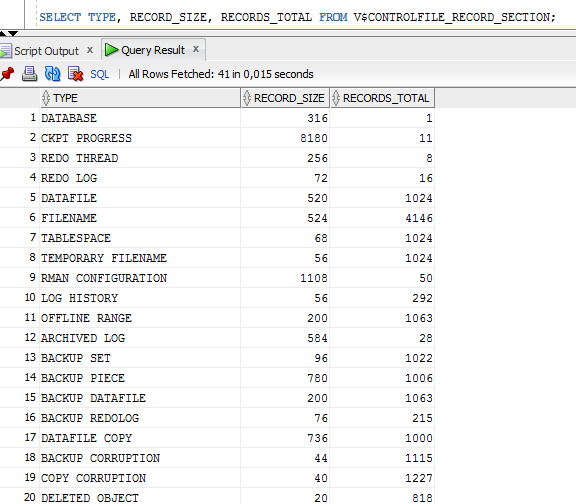 SELECT TYPE, RECORD_SIZE, RECORDS_TOTAL FROM V$CONTROLFILE_RECORD_SECTION;
Script Output x Query Result x
SQL | All Rows Fetched: 41 in 0,015 seconds
TYPE RECORD_SIZE RECORDS_TOTAL
1 DATABASE 316 1
2 CKPT PROGRESS 8180 11
3 REDO THREAD 256 8
4 REDO LOG 72 16
5 DATAFILE 520 1024
6 FILENAME 524 4146
7 TABLESPACE 68 1024
8 TEMPORARY FILENAME 56 1024
9 RMAN CONFIGURATION 1108 50
10 LOG HISTORY 56 292
11 OFFLINE RANGE 200 1063
12 ARCHIVED LOG 584 28
13 BACKUP SET 96 1022
14 BACKUP PIECE 780 1006
15 BACKUP DATAFILE 200 1063
16 BACKUP REDOLOG 76 215
17 DATAFILE COPY 736 1000
18 BACKUP CORRUPTION 44 1115
19 COPY CORRUPTION 40 1227
20 DELETED OBJECT 20 818